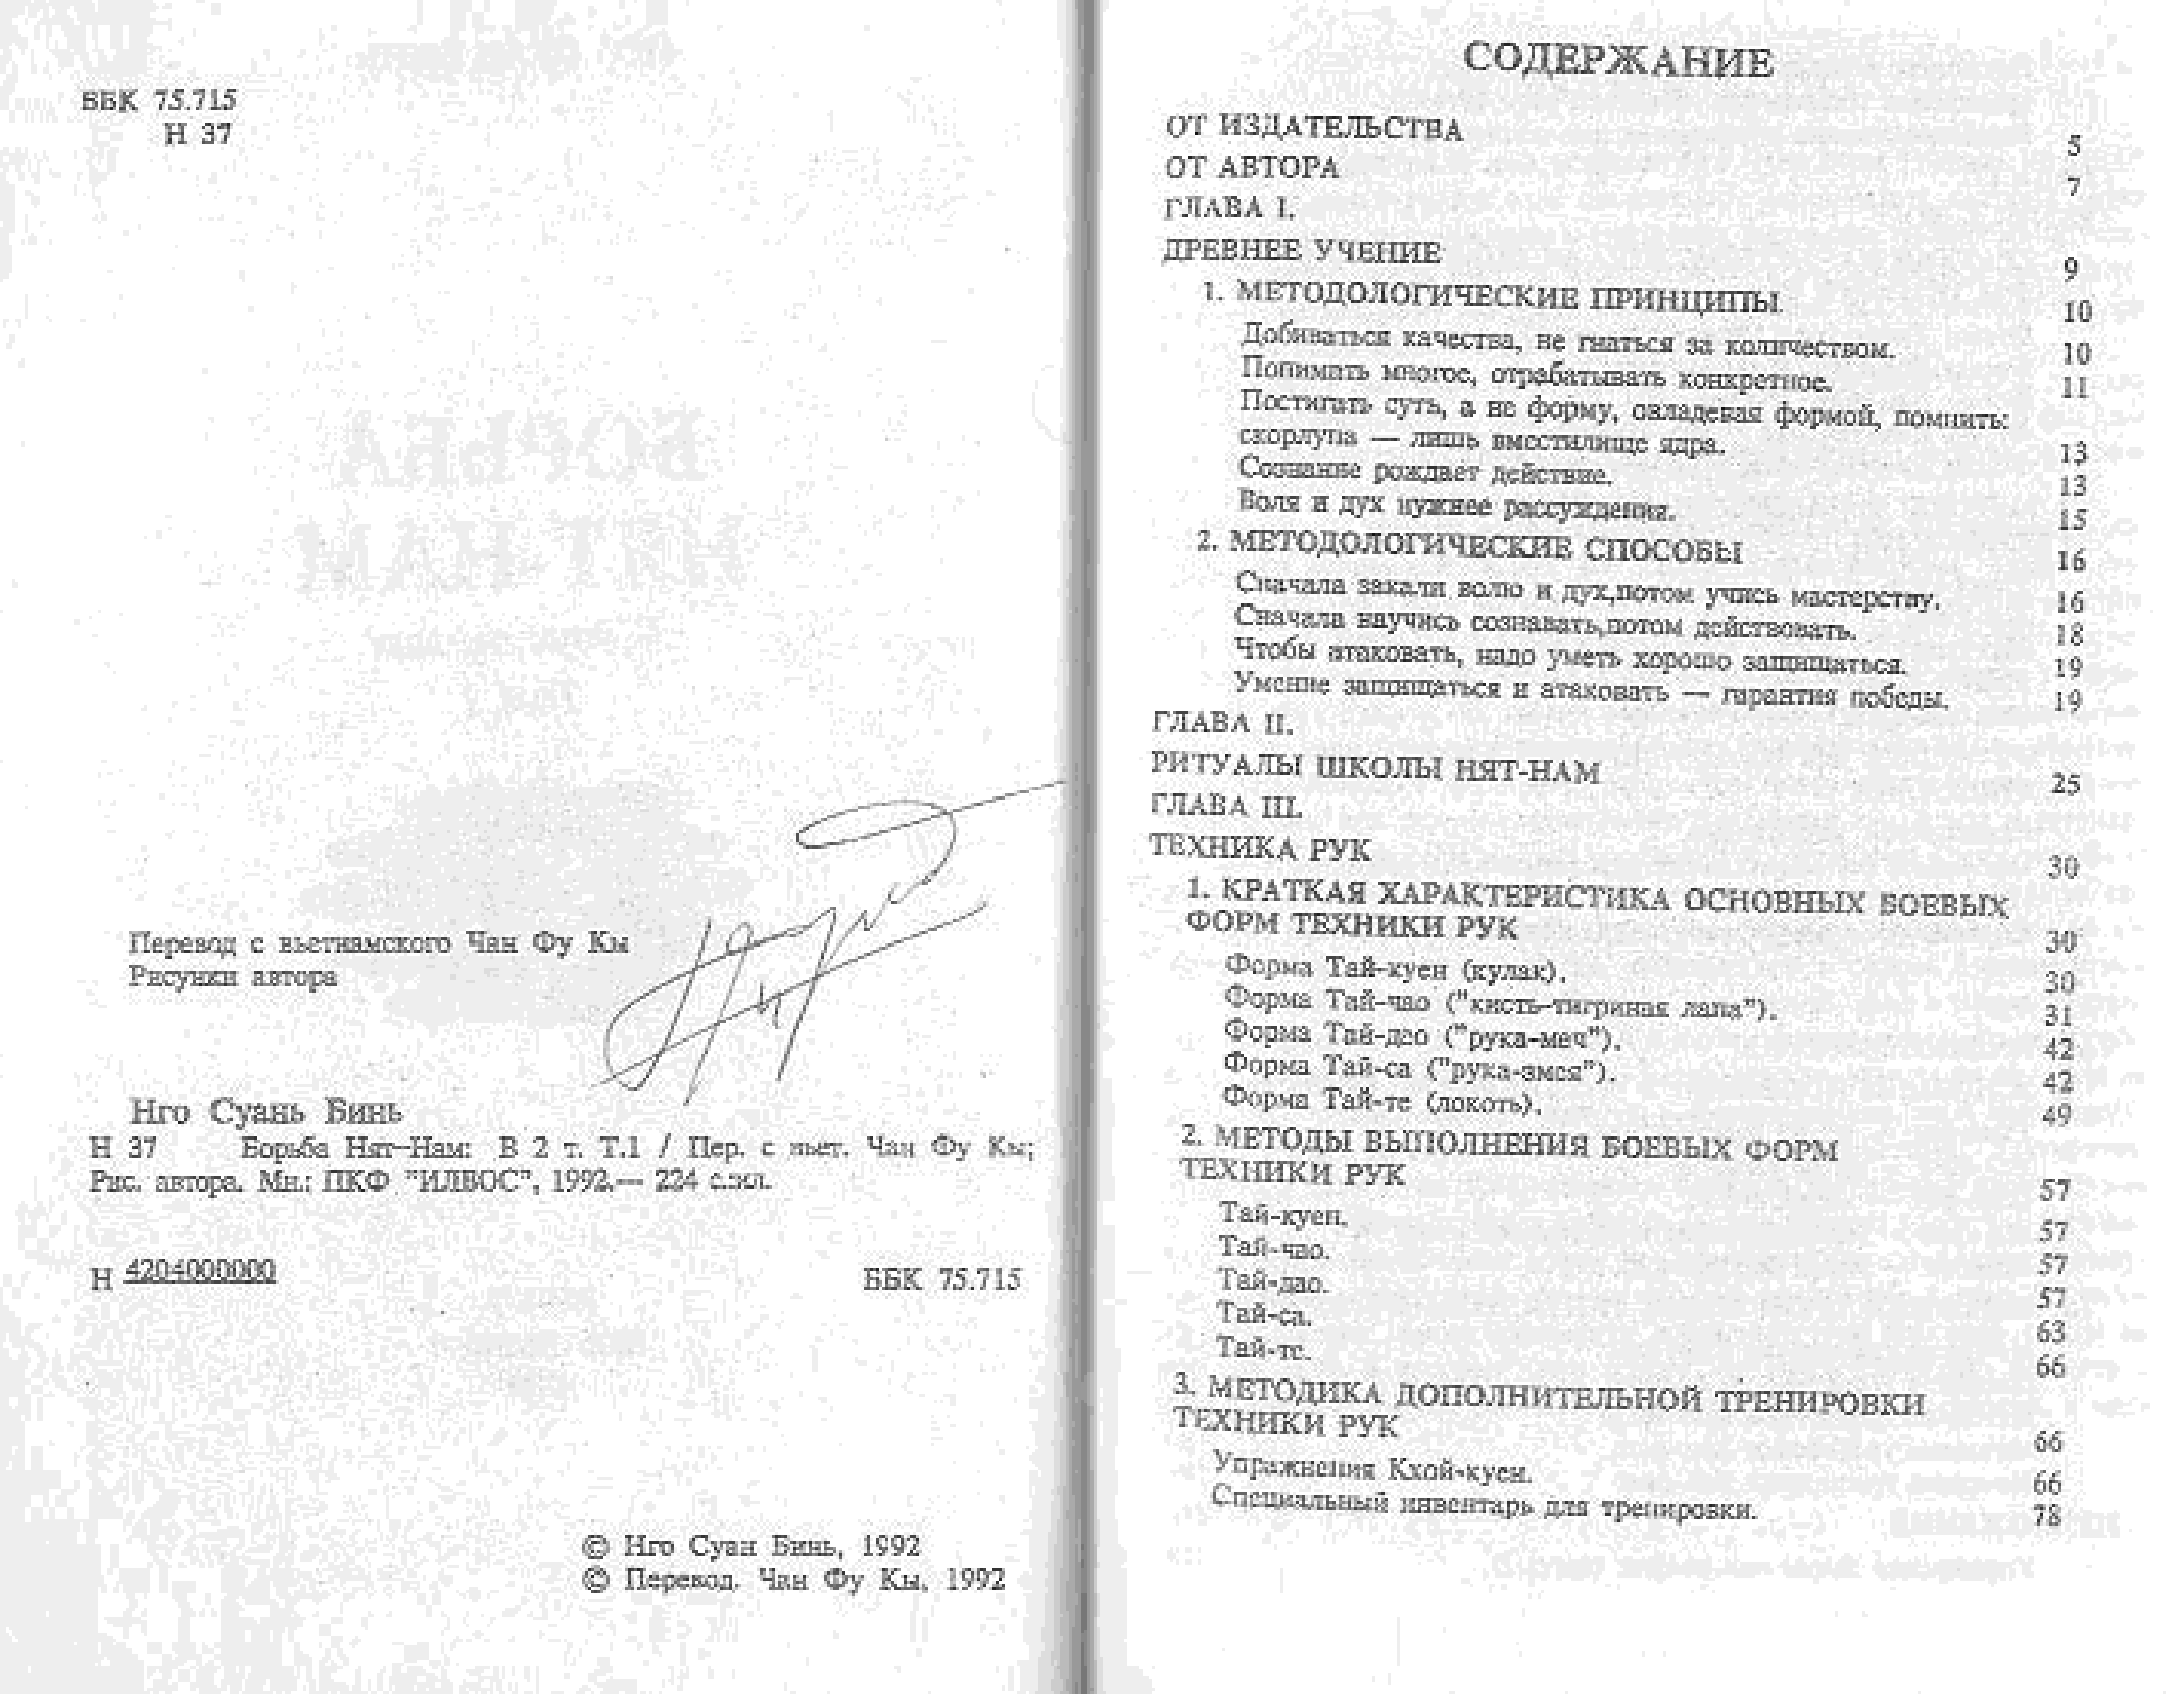 ББК 75.715
Н 37
Перевод с вьетнамского Чан Фу Кы
Рисунки автора
Нго Суань Бинь
Н 37 Борьба Нят-Нам: В 2 т. Т.1 / Пер. с вьет. Чан Фу Кы;
Рис. автора. Мн.: ПКФ "ИЛВОС", 1992.— 224 с.:ил.
Н 4204000000 ББК 75.715
© Нго Суан Бинь, 1992
© Перевод. Чан Фу Кы, 1992
СОДЕРЖАНИЕ
ОТ ИЗДАТЕЛЬСТВА 5
ОТ АВТОРА 7
ГЛАВА I.
ДРЕВНЕЕ УЧЕНИЕ 9
1. МЕТОДОЛОГИЧЕСКИЕ ПРИНЦИПЫ 10
Добиваться качества, не гнаться за количеством. 10
Понимать многое, отрабатывать конкретное. 11
Постигать суть, а не форму, овладевая формой, помнить:
скорлупа — лишь вместилище ядра. 13
Сознание рождает действие. 13
Воля и дух нужнее рассуждения. 15
2. МЕТОДОЛОГИЧЕСКИЕ СПОСОБЫ 16
Сначала закали волю и дух,потом учись мастерству. 16
Сначала научись сознавать,потом действовать. 18
Чтобы атаковать, надо уметь хорошо защищаться. 19
Умение защищаться и атаковать — гарантия победы. 19
ГЛАВА II.
РИТУАЛЫ ШКОЛЫ НЯТ-НАМ 25
ГЛАВА III.
ТЕХНИКА РУК 30
1. КРАТКАЯ ХАРАКТЕРИСТИКА ОСНОВНЫХ БОЕВЫХ
ФОРМ ТЕХНИКИ РУК 30
Форма Тай-куен (кулак). 30
Форма Тай-чао ("кисть-тигриная лапа"). 31
Форма Тай-дао ("рука-меч"). 42
Форма Тай-са ("рука-змея"). 42
Форма Тай-те (локоть). 49
2. МЕТОДЫ ВЫПОЛНЕНИЯ БОЕВЫХ ФОРМ
ТЕХНИКИ РУК 57
Тай-куен. 57
Тай-чао. 57
Тай-дао. 57
Тай-са. 63
Тай-те. 66
3. МЕТОДИКА ДОПОЛНИТЕЛЬНОЙ ТРЕНИРОВКИ
ТЕХНИКИ РУК 66
Упражнения Кхой-куен. 66
Специальный инвентарь для тренировки. 78